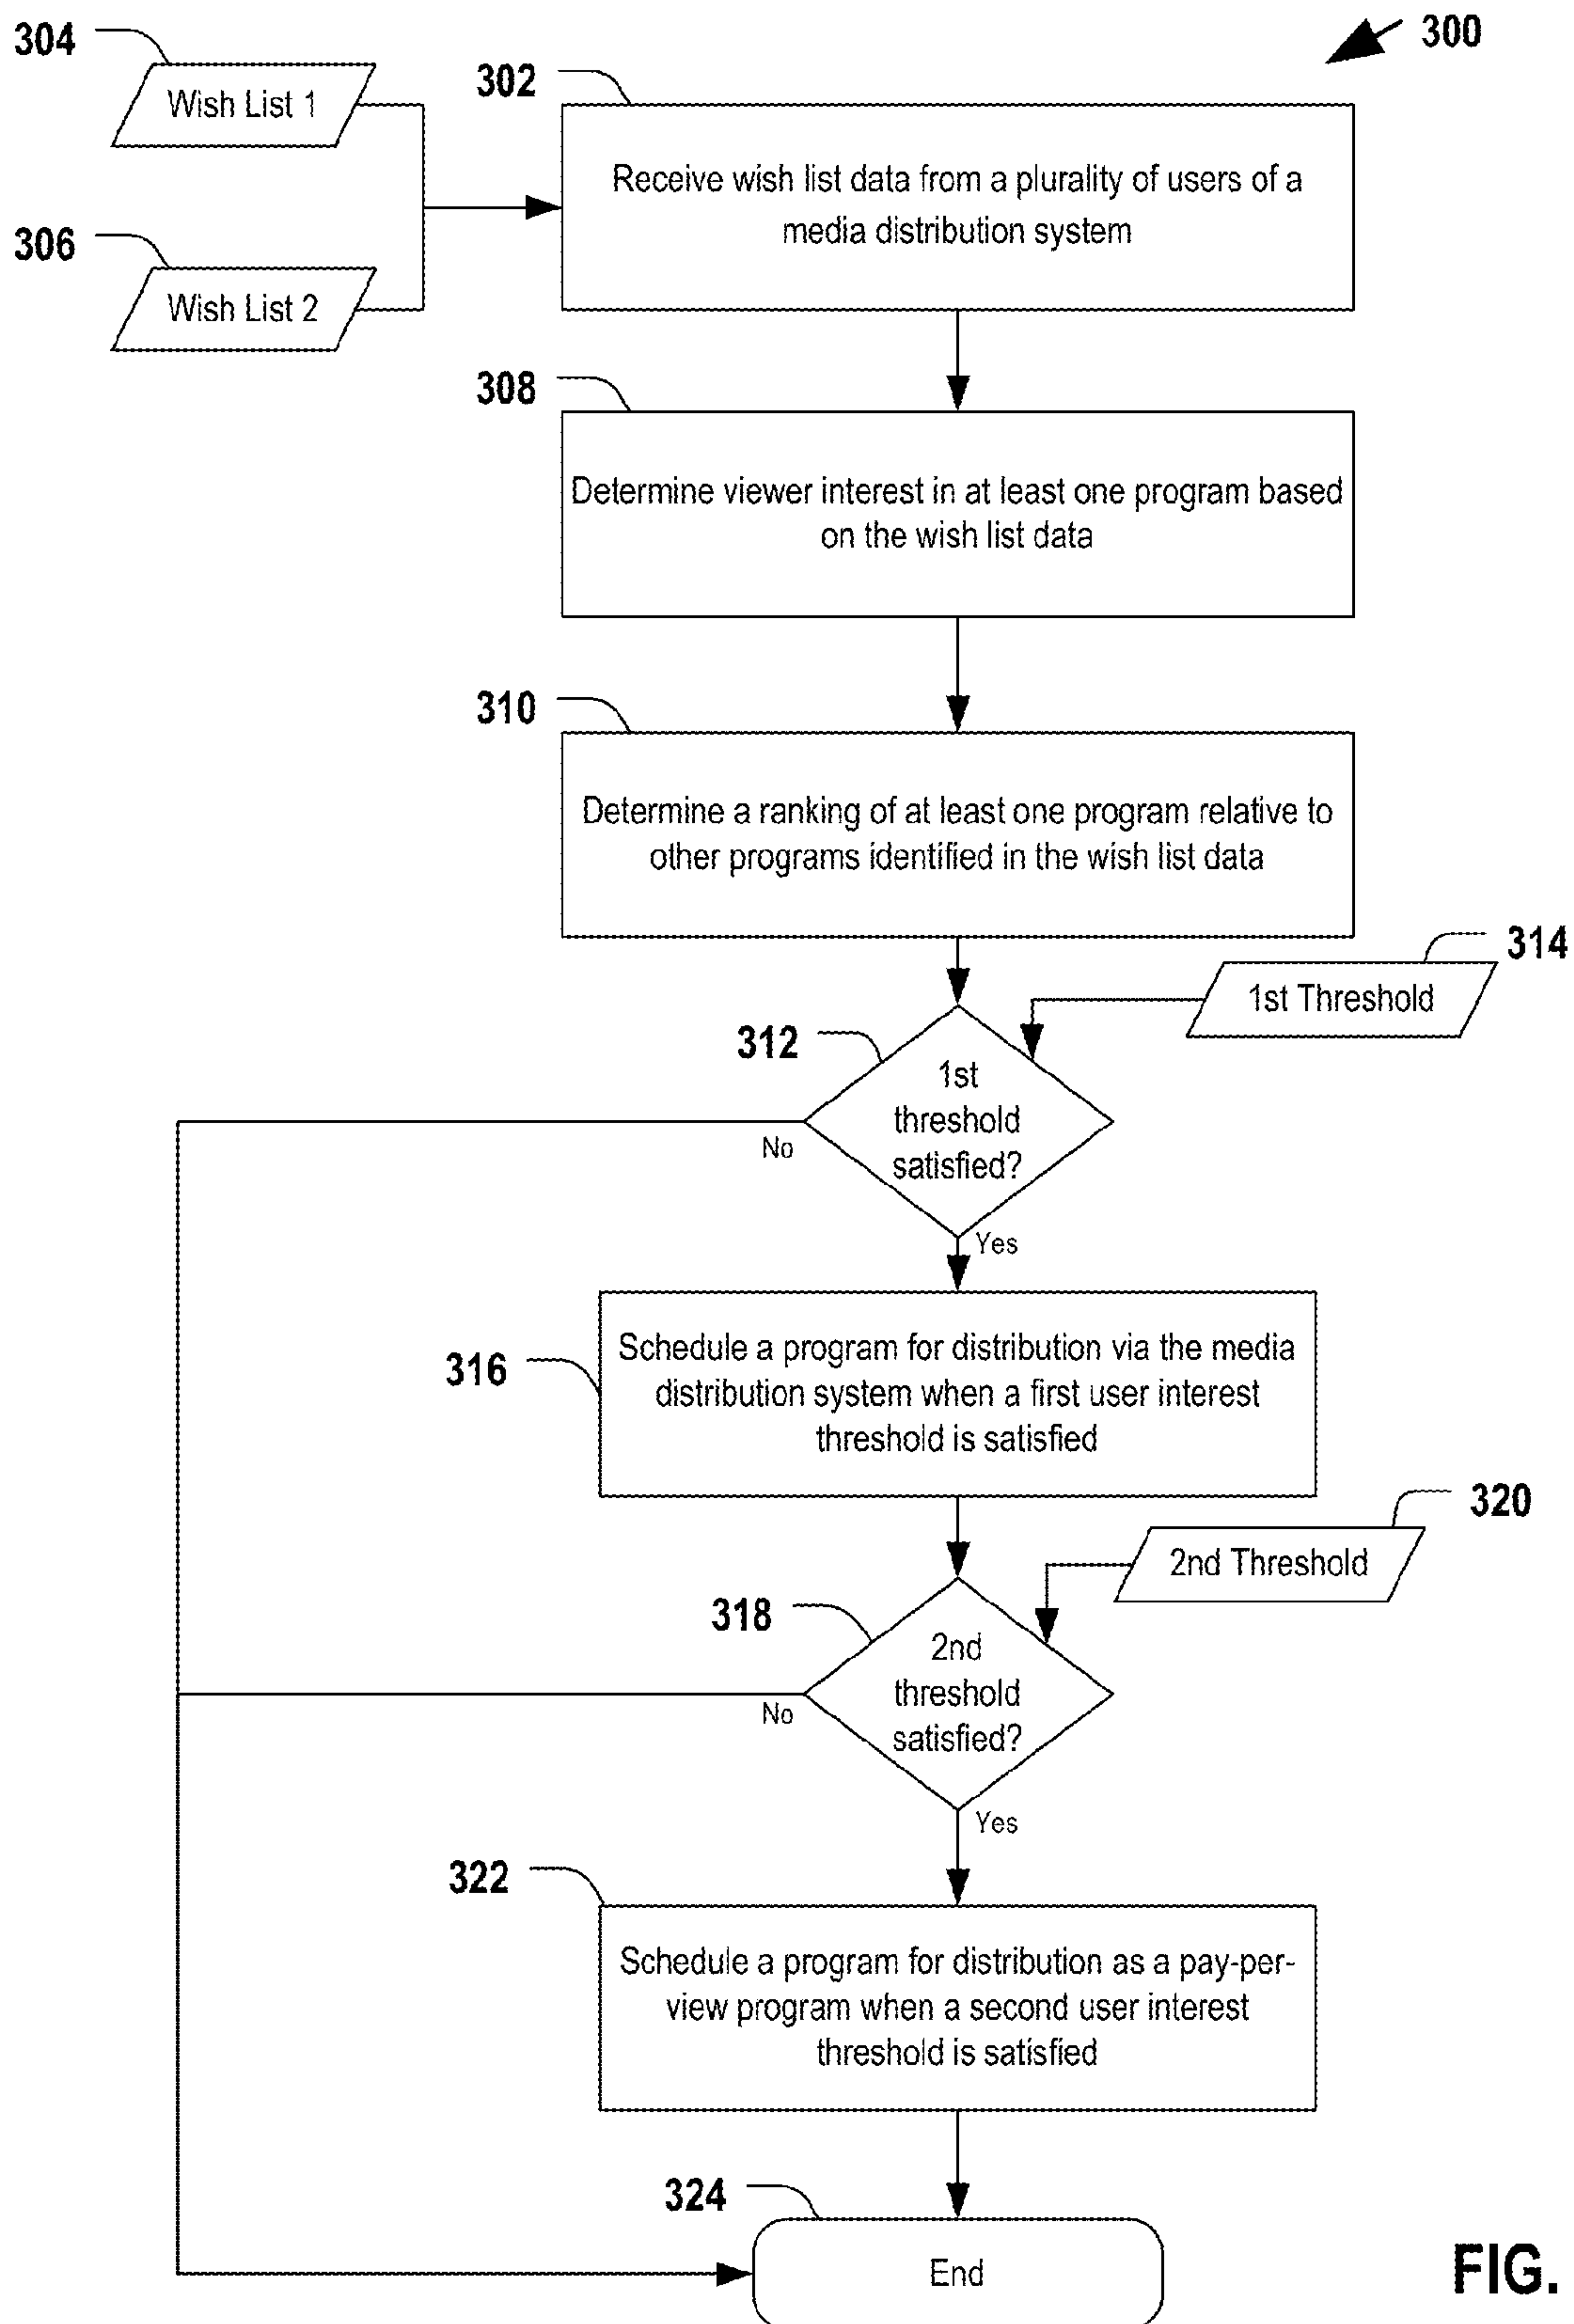 300
304
Wish List 1
302
Receive wish list data from a plurality of users of a
media distribution system
306
Wish List 2
308
Determine viewer interest in at least one program based
on the wish list data
310
Determine a ranking of at least one program relative to
other programs identified in the wish list data
314
1st Threshold
312
1st
threshold
satisfied?
No
Yes
316
Schedule a program for distribution via the media
distribution system when a first user interest
threshold is satisfied
320
2nd Threshold
318
2nd
threshold
satisfied?
No
Yes
322
Schedule a program for distribution as a pay-per-
view program when a second user interest
threshold is satisfied
324
End
FIG.